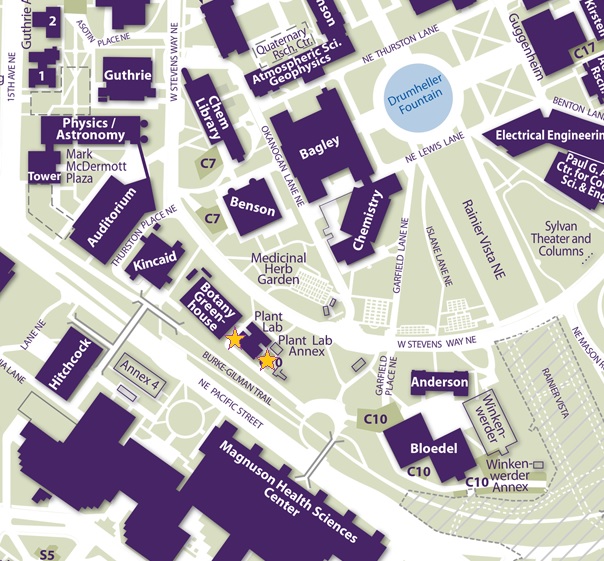 Guthrie A
2
ASOTIN PLACE NE
W STEVENS WAY NE
nson
Quaternary
Rsch. Ctr.
Atmospheric Sci.
Geophysics
NE THURSTON LANE
Guggenheim
Kirsten
C17
15TH AVE NE
1
Guthrie
Chem
Library
Drumheller
Fountain
BENTON LAN
Physics /
Astronomy
OKANOGAN LANE NE
Bagley
NE LEWIS LANE
Electrical Engineerin
Tower
Mark
McDermott
Plaza
C7
Paul G. A
Ctr. for Co
Sci. & Eng
Auditorium
THURSTON PLACE NE
C7
Benson
Chemistry
GARFIELD LANE NE
ISLANE LANE NE
Rainier Vista NE
Sylvan
Theater and
Columns
Kincaid
Medicinal
Herb
Garden
Botany
Green-
house
Plant
Lab
Plant Lab
Annex
W STEVENS WAY NE
NE MASON RO
LANE NE
Hitchcock
Annex 4
BURKE-GILMAN TRAIL
NE PACIFIC STREET
GARFIELD
PLACE NE
Anderson
RAINIER VISTA
C10
Winken-
werder
Bloedel
C10
C10
Winken-
werder
Annex
Magnuson Health Sciences
Center
S5